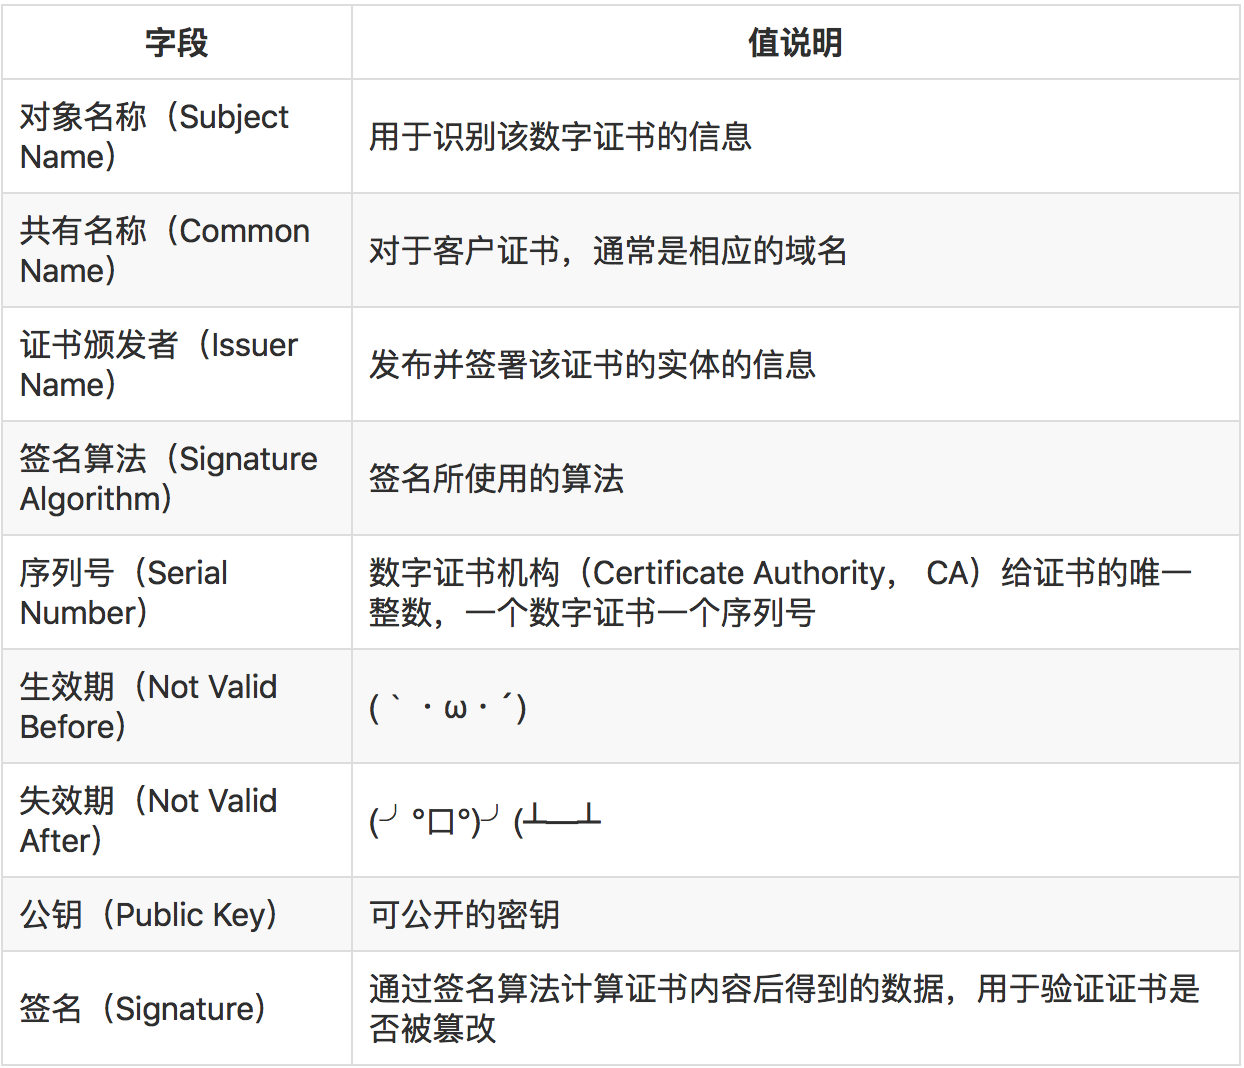 字段
值说明
对象名称（Subject
Name）
用于识别该数字证书的信息
共有名称（Common
Name）
对于客户证书，通常是相应的域名
证书颁发者（Issuer
Name）
发布并签署该证书的实体的信息
签名算法（Signature
Algorithm）
签名所使用的算法
序列号（Serial
Number）
数字证书机构（Certificate Authority， CA）给证书的唯一
整数，一个数字证书一个序列号
生效期（Not Valid
Before）
(｀・ω・´)
失效期（Not Valid
After）
(╯°口°)╯(┴—┴
公钥（Public Key）
可公开的密钥
签名（Signature）
通过签名算法计算证书内容后得到的数据，用于验证证书是
否被篡改